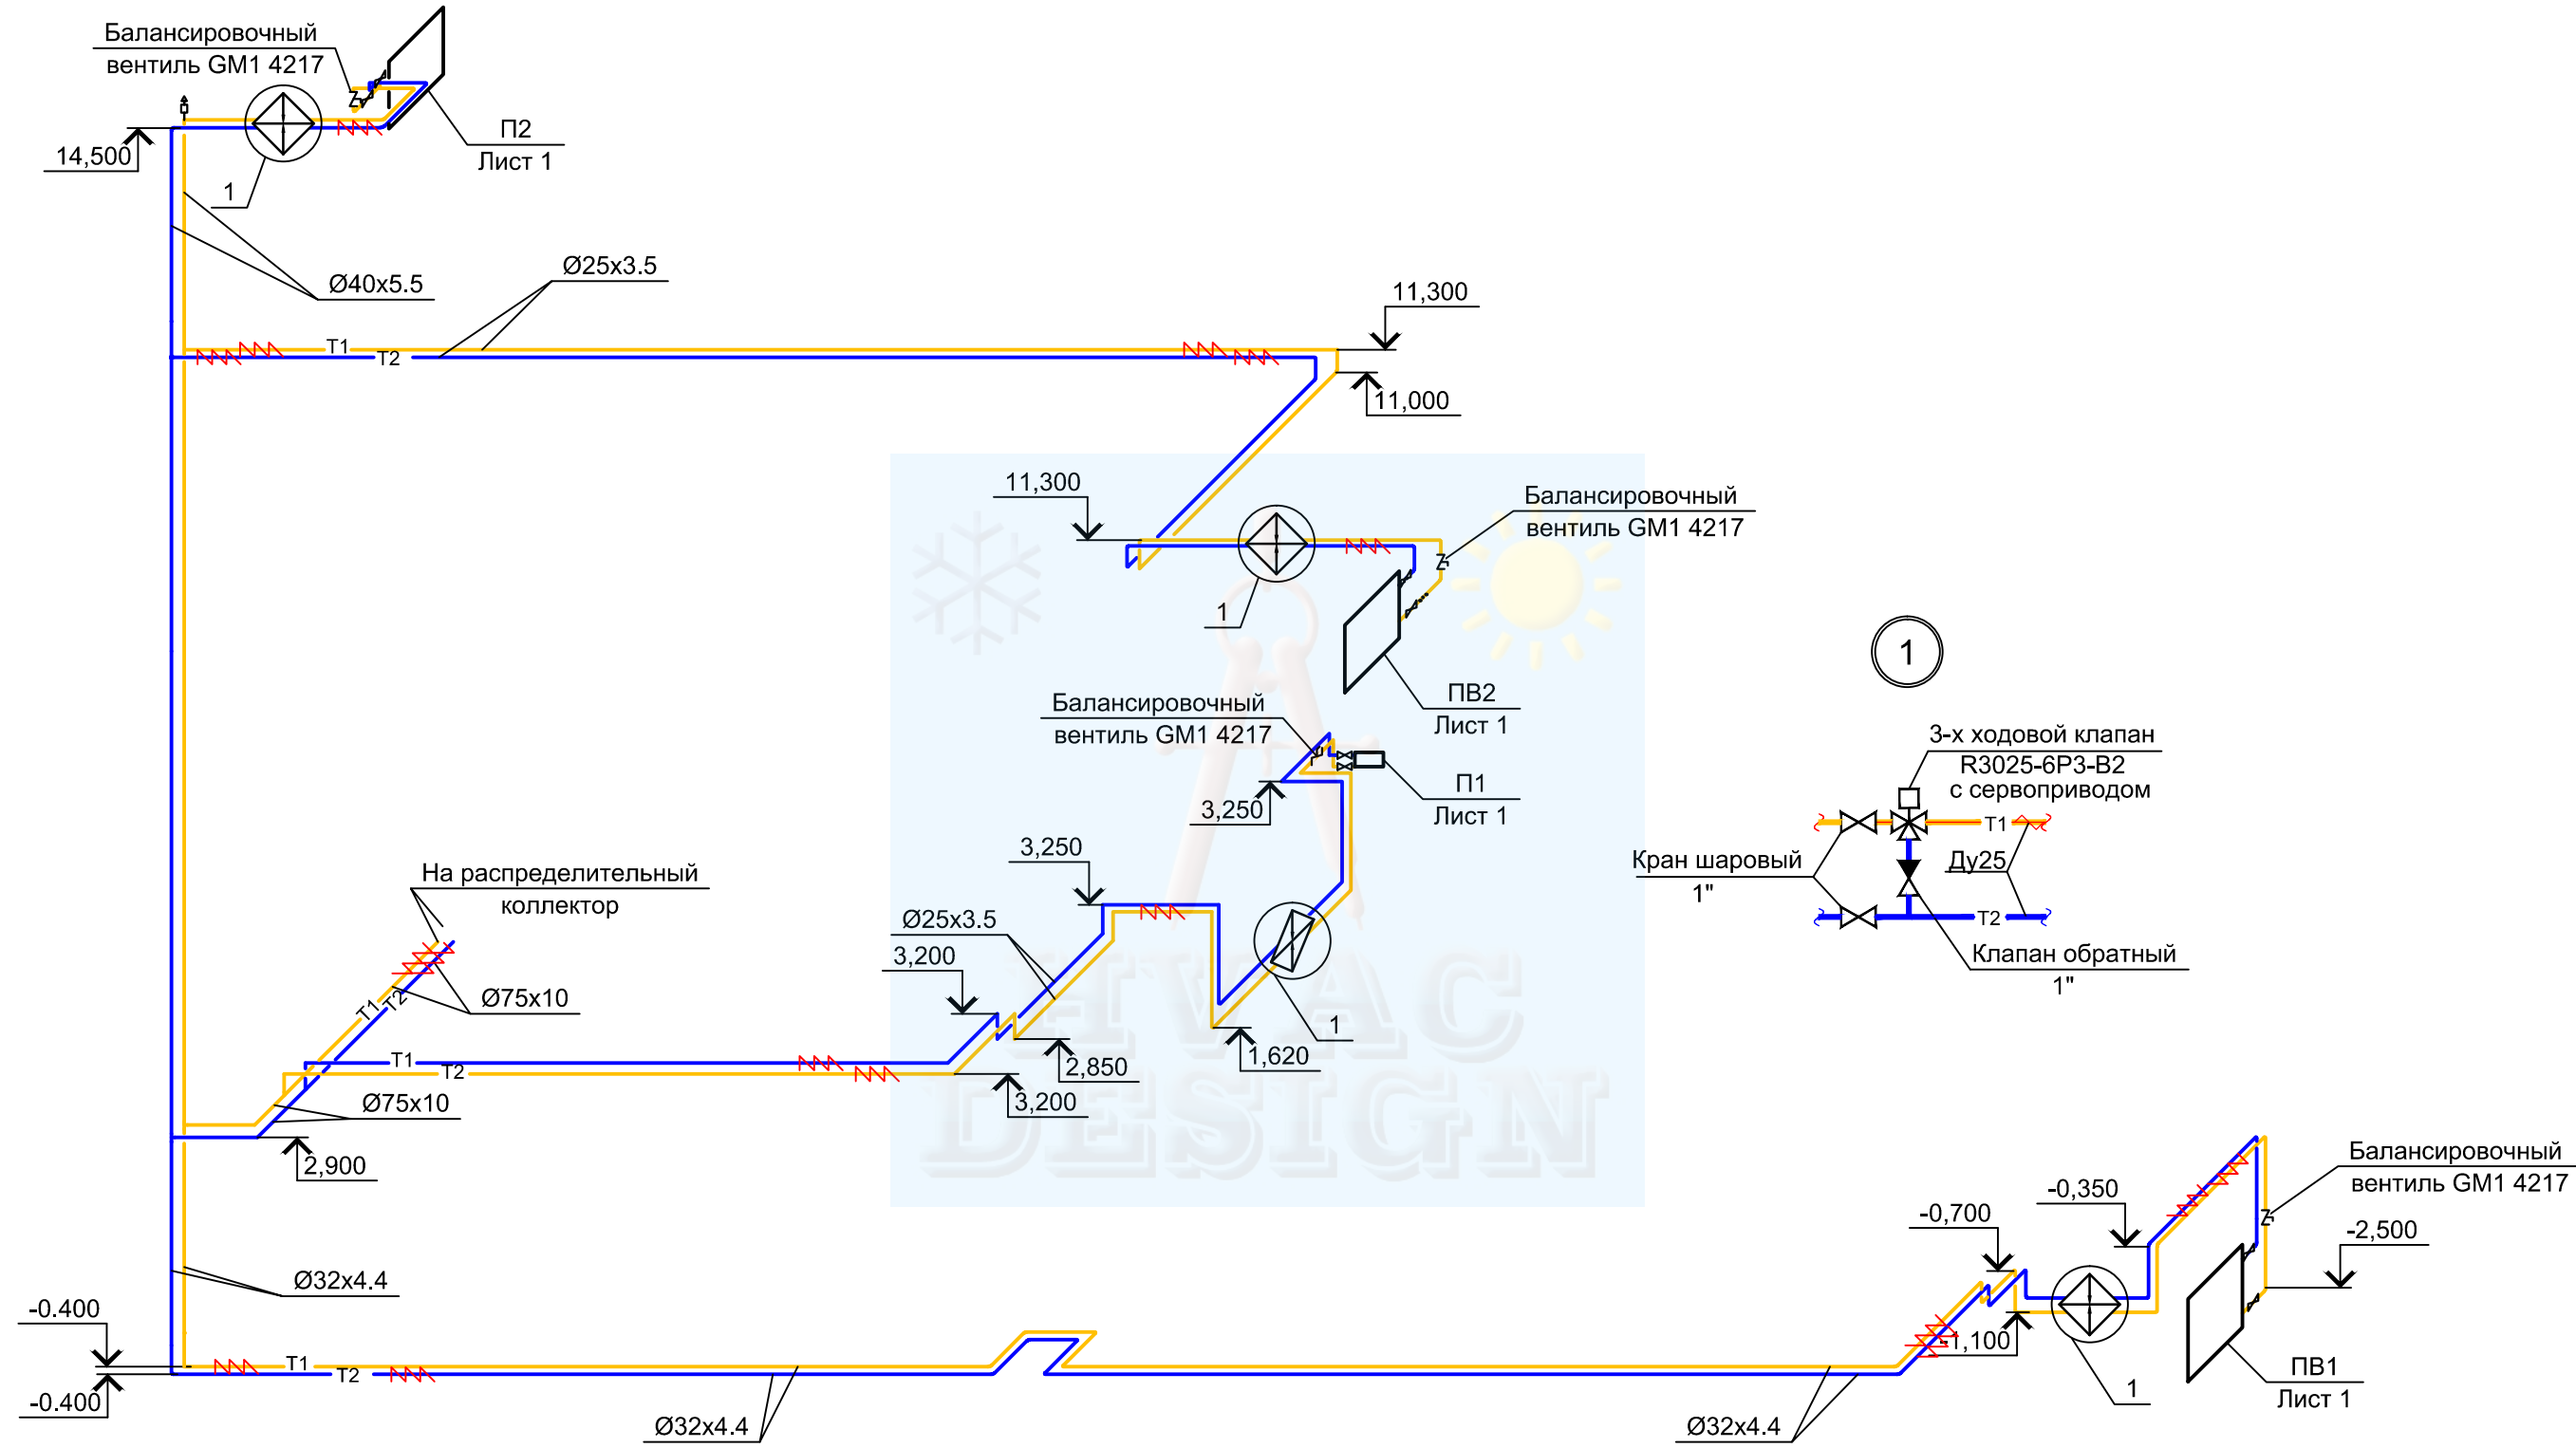 Балансировочный
вентиль GM1 4217
П2
Лист 1
14,500
1
Ø40x5.5
Ø25x3.5
11,300
T1
T2
11,000
11,300
Балансировочный
вентиль GM1 4217
1
ПВ2
Лист 1
1
Балансировочный
вентиль GM1 4217
3-х ходовой клапан
R3025-6P3-B2
с сервоприводом
П1
Лист 1
3,250
T1
Кран шаровый
1"
Ду25
T2
Клапан обратный
1"
3,250
На распределительный
коллектор
Ø25x3.5
3,200
Ø75x10
T1
T2
1
1,620
T1
T2
2,850
3,200
Ø75x10
2,900
HVAC
DESIGN
Балансировочный
вентиль GM1 4217
-0,350
-0,700
-2,500
Ø32x4.4
-0.400
T1
T2
-0.400
-1,100
ПВ1
Лист 1
1
Ø32x4.4
Ø32x4.4